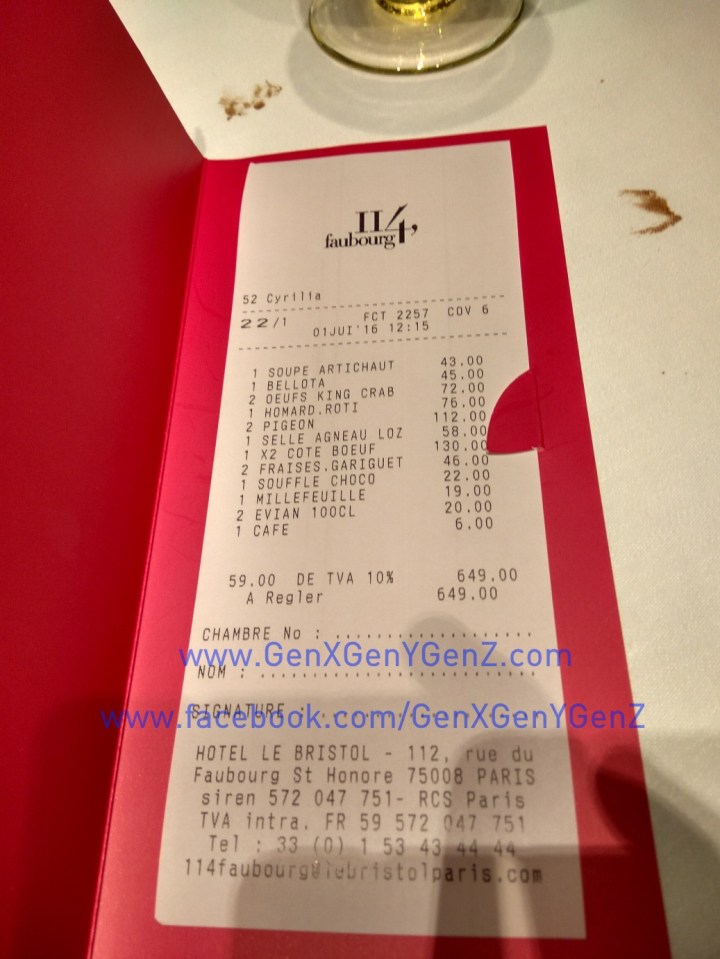 114,
faubourg
52 Cyrilla
22/1 FCT 2257 COV 6
01JUI'16 12:15
1 SOUPE ARTICHAUT 43.00
1 BELLOTA 45.00
2 OEUFS KING CRAB 72.00
1 HOMARD.ROTI 76.00
2 PIGEON 112.00
1 SELLE AGNEAU LOZ 58.00
1 X2 COTE BOEUF 130.00
2 FRAISES.GARIGUET 46.00
1 SOUFFLE CHOCO 22.00
1 MILLEFEUILLE 19.00
2 EVIAN 100CL 20.00
1 CAFE 6.00
59.00 DE TVA 10% 649.00
A Regler 649.00
CHAMBRE No : ...................
www.GenXGenYGenZ.com
NOM : ..........................
SIGNATURE :
www.facebook.com/GenXGenYGenZ
HOTEL LE BRISTOL - 112, rue du
Faubourg St Honore 75008 PARIS
siren 572 047 751- RCS Paris
TVA intra. FR 59 572 047 751
Tel : 33 (0) 1 53 43 44 44
114faubourg@lebristolparis.com